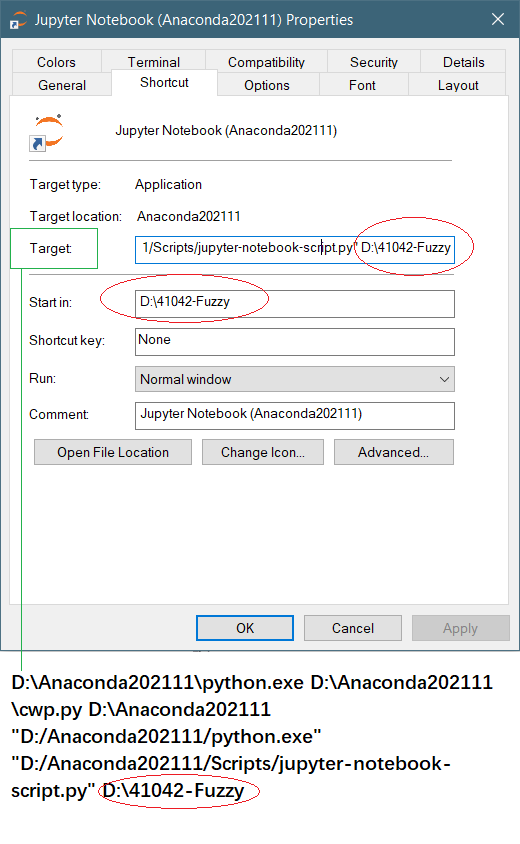 Jupyter Notebook (Anaconda202111) Properties
Colors Terminal Compatibility Security Details
General Shortcut Options Font Layout
Jupyter Notebook (Anaconda202111)
Target type: Application
Target location: Anaconda202111
Target: 1/Scripts/jupyter-notebook-script.py" D:\41042-Fuzzy
Start in: D:\41042-Fuzzy
Shortcut key: None
Run: Normal window
Comment: Jupyter Notebook (Anaconda202111)
Open File Location Change Icon... Advanced...
OK Cancel Apply
D:\Anaconda202111\python.exe D:\Anaconda202111
\cwp.py D:\Anaconda202111
"D:/Anaconda202111/python.exe"
"D:/Anaconda202111/Scripts/jupyter-notebook-
script.py" D:\41042-Fuzzy